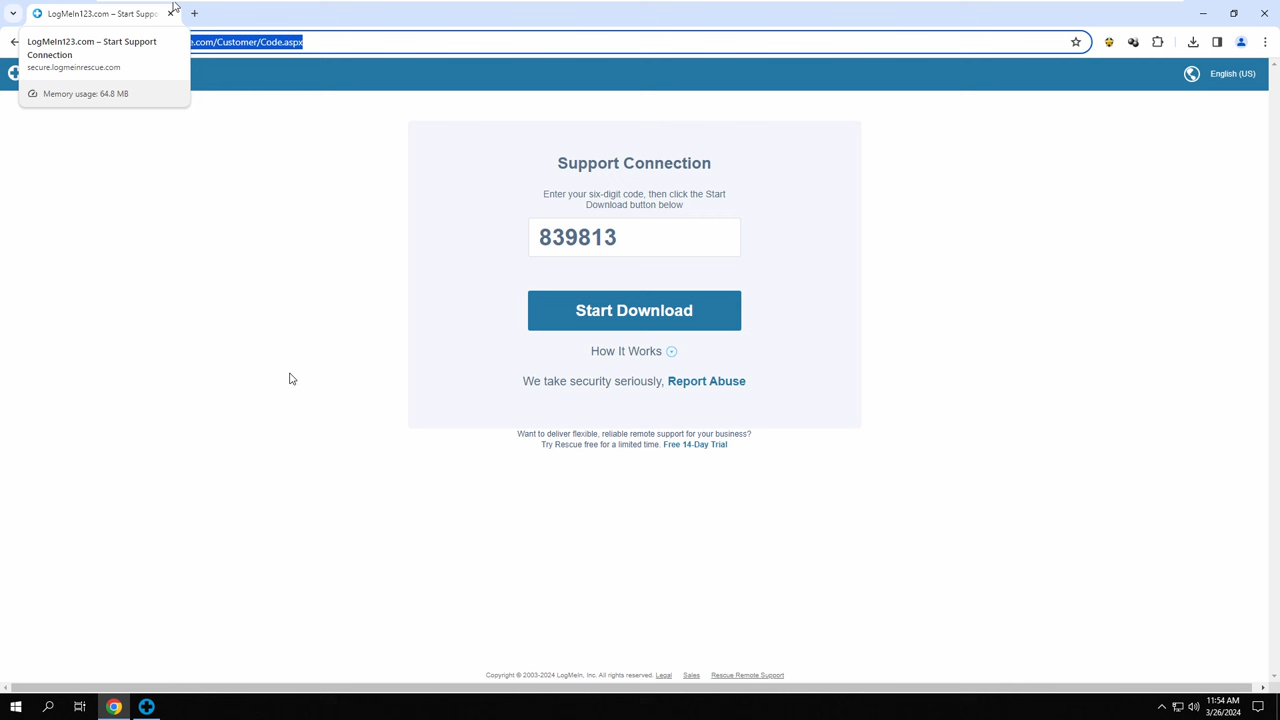 LogMeIn123.com – Start Suppo
LogMeIn123.com – Start Support
Connection
secure.logmeinrescue.com
Memory usage: 64.8 MB
e.com/Customer/Code.aspx
English (US)
Support Connection
Enter your six-digit code, then click the Start
Download button below
839813
Start Download
How It Works
We take security seriously, Report Abuse
Want to deliver flexible, reliable remote support for your business?
Try Rescue free for a limited time. Free 14-Day Trial
Copyright © 2003-2024 LogMeIn, Inc. All rights reserved. Legal Sales Rescue Remote Support
11:54 AM
3/26/2024